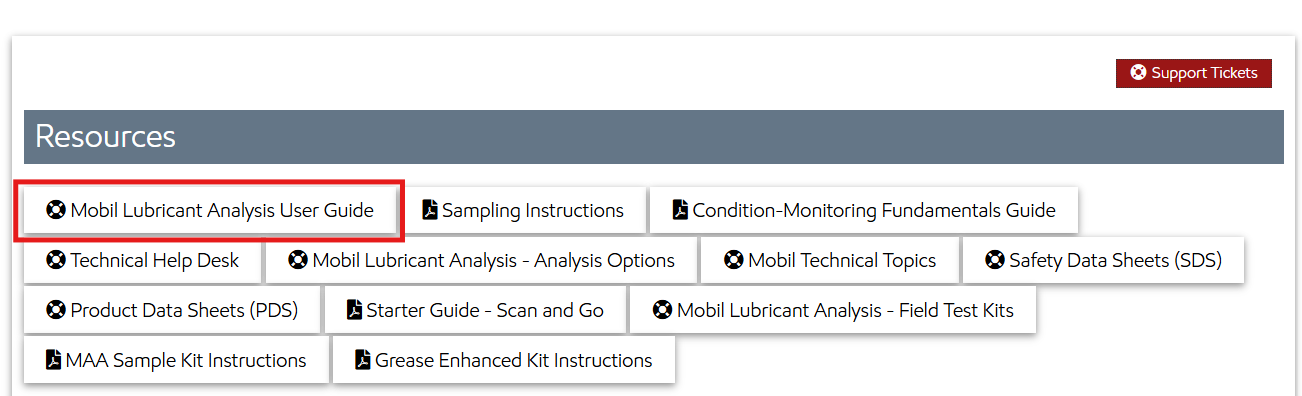 Support Tickets
Resources
Mobil Lubricant Analysis User Guide Sampling Instructions Condition-Monitoring Fundamentals Guide
Technical Help Desk Mobil Lubricant Analysis - Analysis Options Mobil Technical Topics Safety Data Sheets (SDS)
Product Data Sheets (PDS) Starter Guide - Scan and Go Mobil Lubricant Analysis - Field Test Kits
MAA Sample Kit Instructions Grease Enhanced Kit Instructions